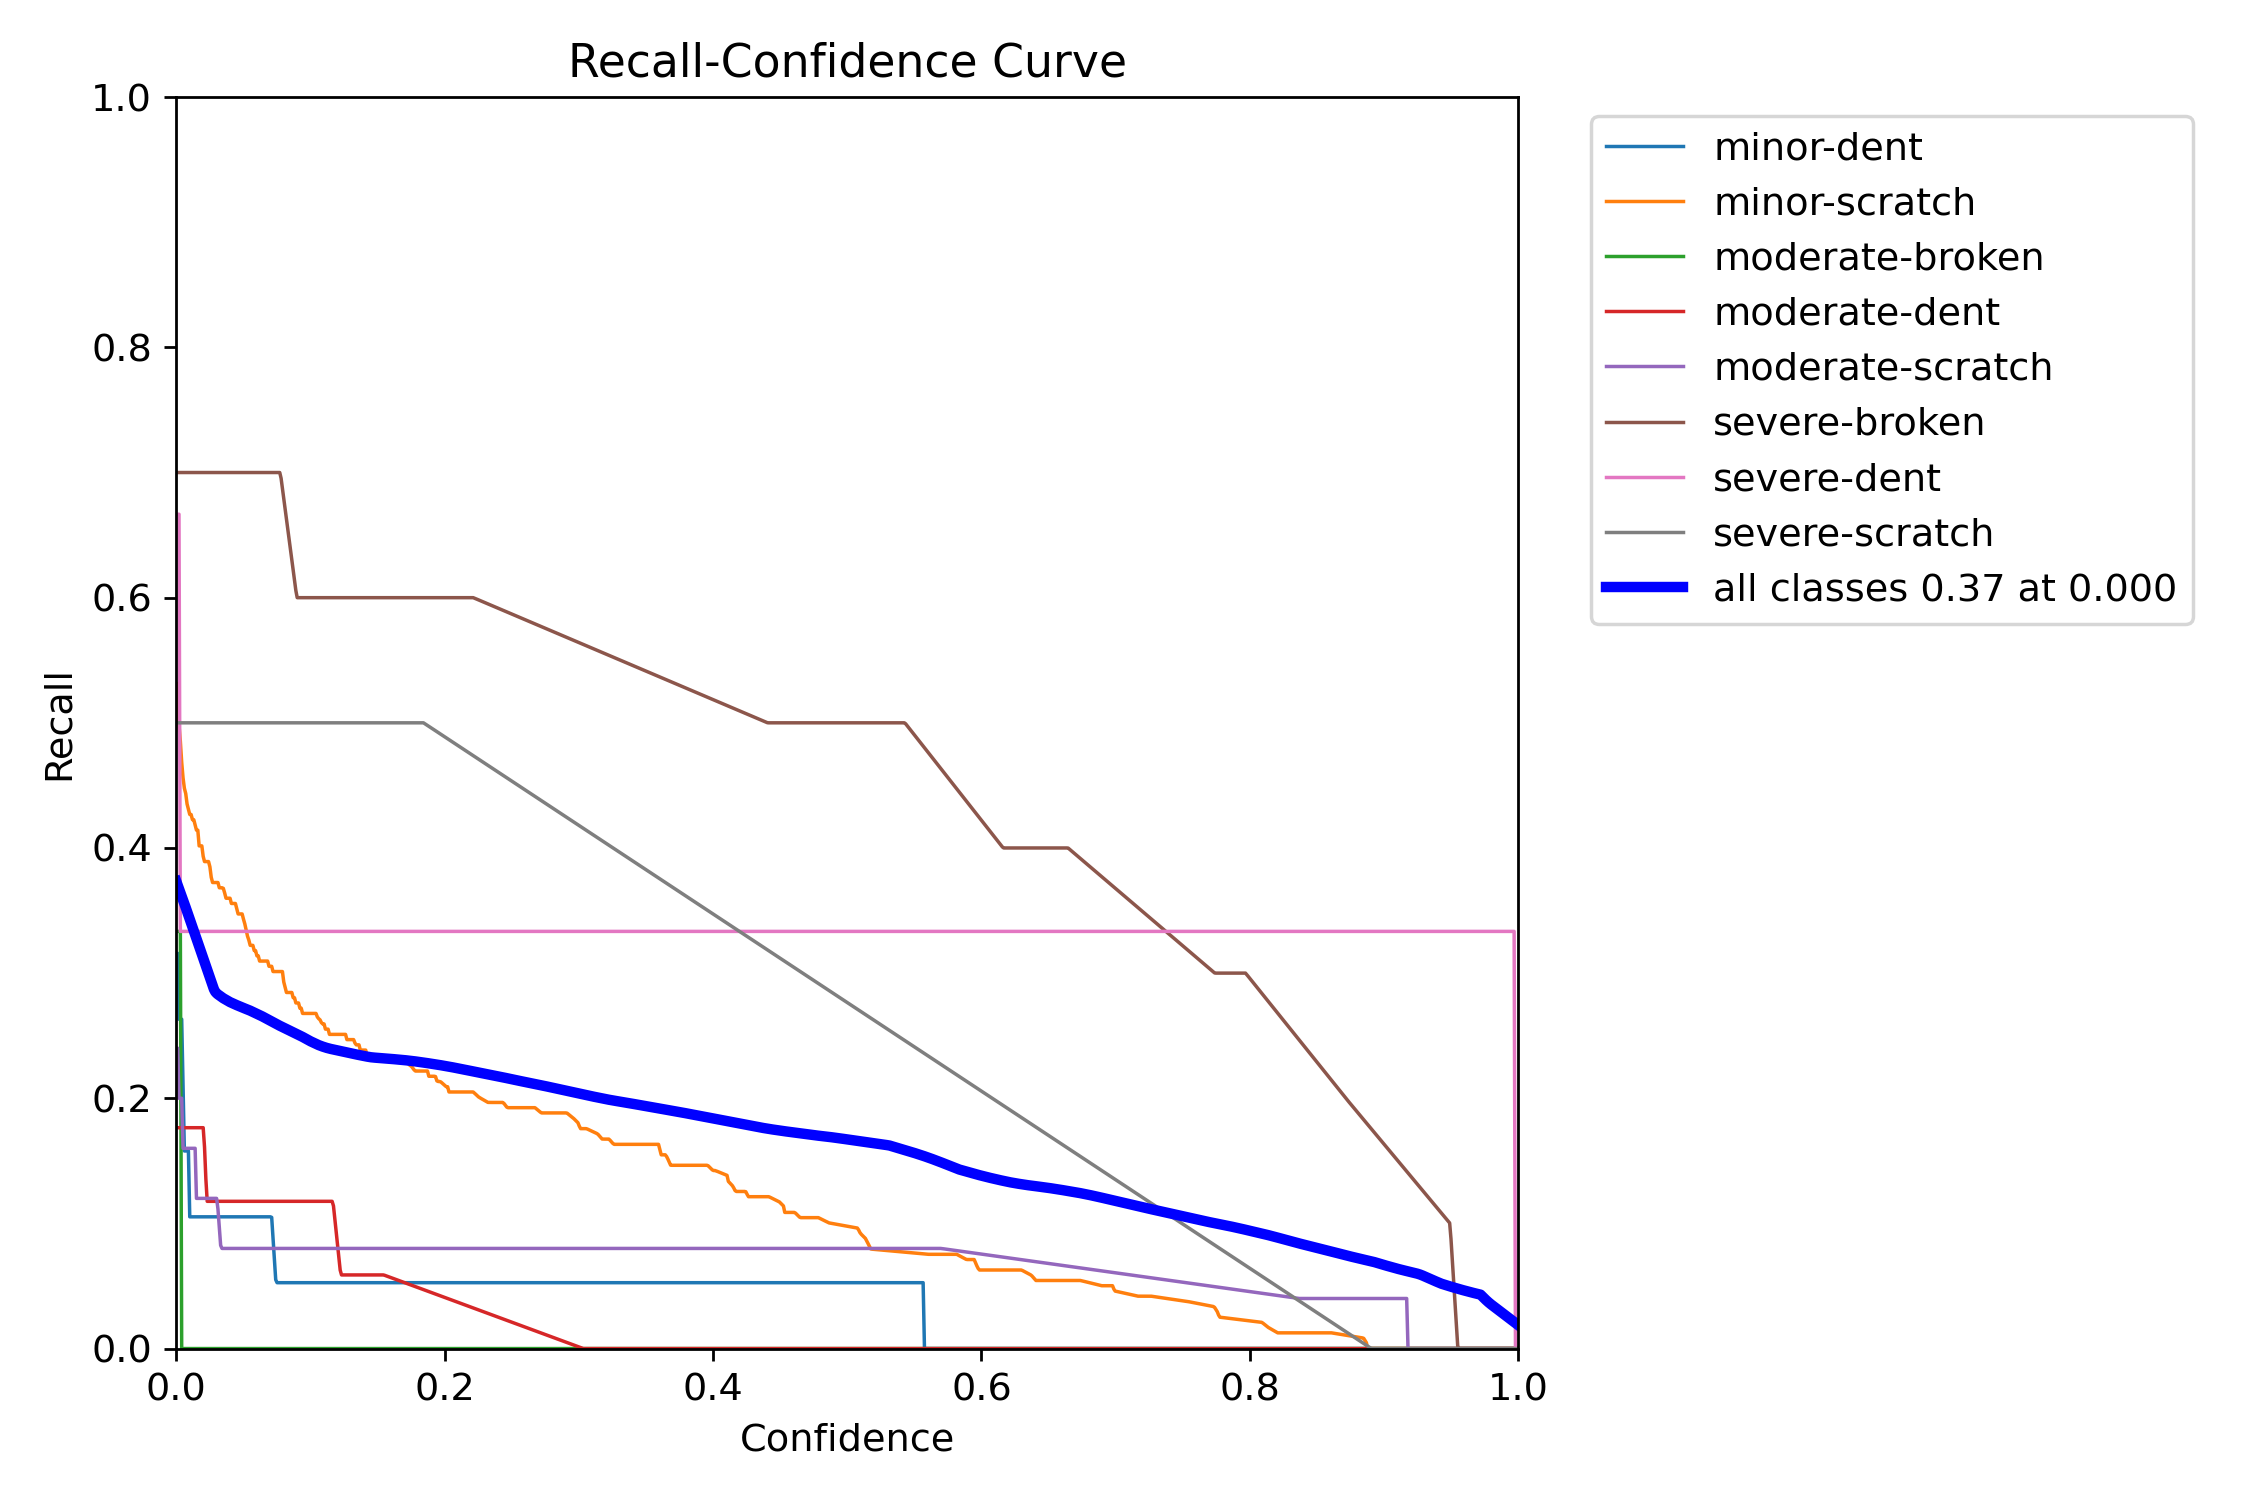 Recall-Confidence Curve
1.0
0.8
0.6
0.4
0.2
0.0
Recall
0.0 0.2 0.4 0.6 0.8 1.0
Confidence
minor-dent
minor-scratch
moderate-broken
moderate-dent
moderate-scratch
severe-broken
severe-dent
severe-scratch
all classes 0.37 at 0.000